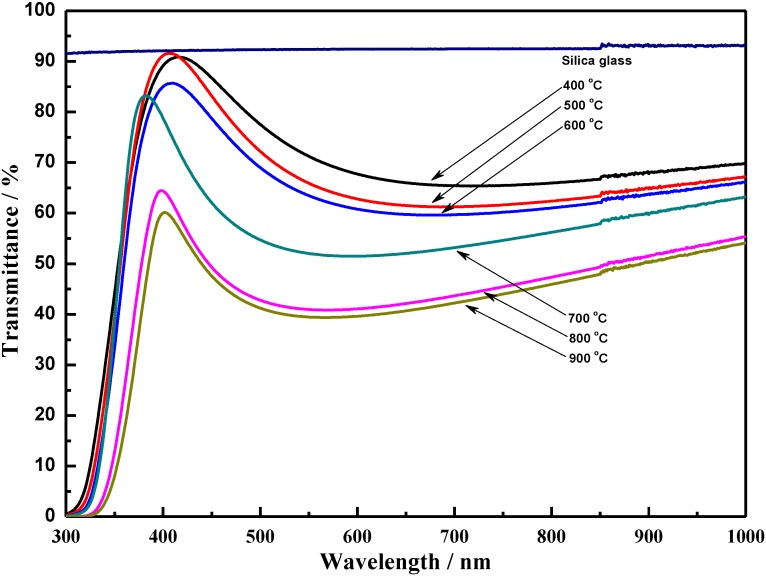 100
90
80
70
60
50
40
30
20
10
0
Transmittance / %
Silica glass
400 °C
500 °C
600 °C
700 °C
800 °C
900 °C
300 400 500 600 700 800 900 1000
Wavelength / nm